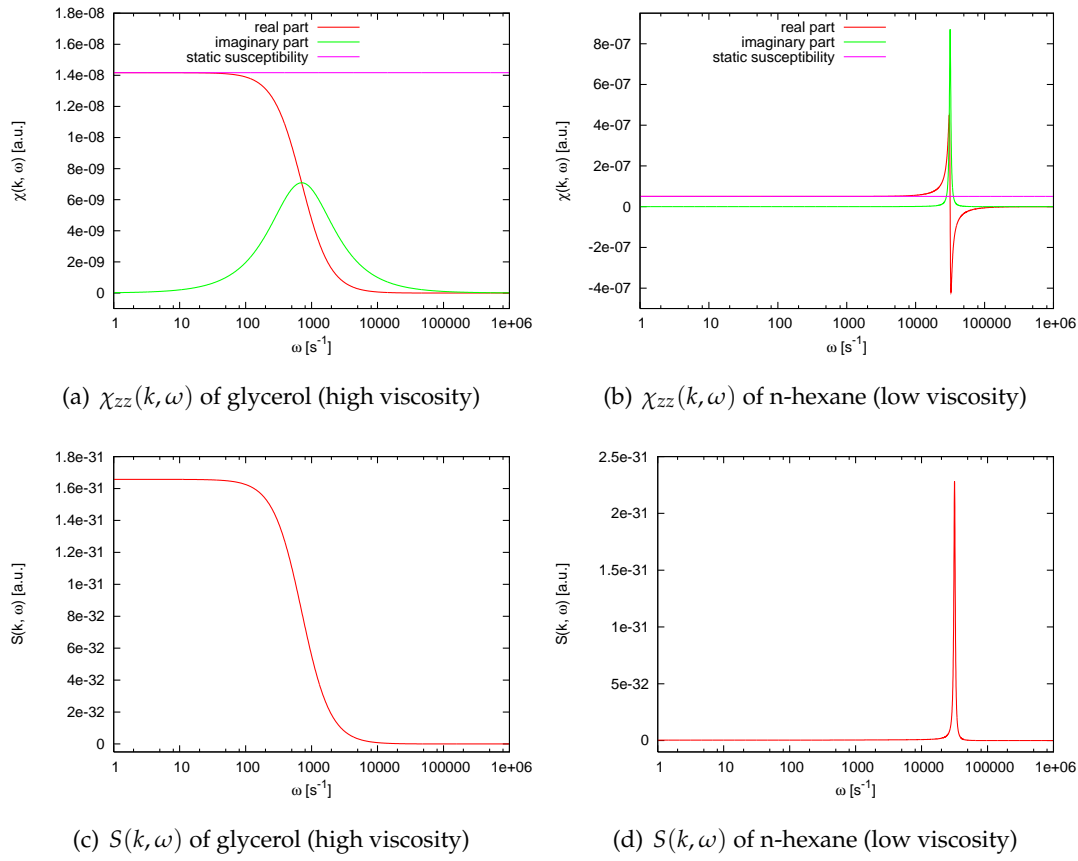 1.8e-08
1.6e-08
1.4e-08
1.2e-08
1e-08
8e-09
6e-09
4e-09
2e-09
0
χ(k, ω) [a.u.]
real part
imaginary part
static susceptibility
1 10 100 1000 10000 100000 1e+06
ω [s⁻¹]
(a) χzz(k, ω) of glycerol (high viscosity)
8e-07
6e-07
4e-07
2e-07
0
-2e-07
-4e-07
χ(k, ω) [a.u.]
real part
imaginary part
static susceptibility
1 10 100 1000 10000 100000 1e+06
ω [s⁻¹]
(b) χzz(k, ω) of n-hexane (low viscosity)
1.8e-31
1.6e-31
1.4e-31
1.2e-31
1e-31
8e-32
6e-32
4e-32
2e-32
0
S(k, ω) [a.u.]
1 10 100 1000 10000 100000 1e+06
ω [s⁻¹]
(c) S(k, ω) of glycerol (high viscosity)
2.5e-31
2e-31
1.5e-31
1e-31
5e-32
0
S(k, ω) [a.u.]
1 10 100 1000 10000 100000 1e+06
ω [s⁻¹]
(d) S(k, ω) of n-hexane (low viscosity)